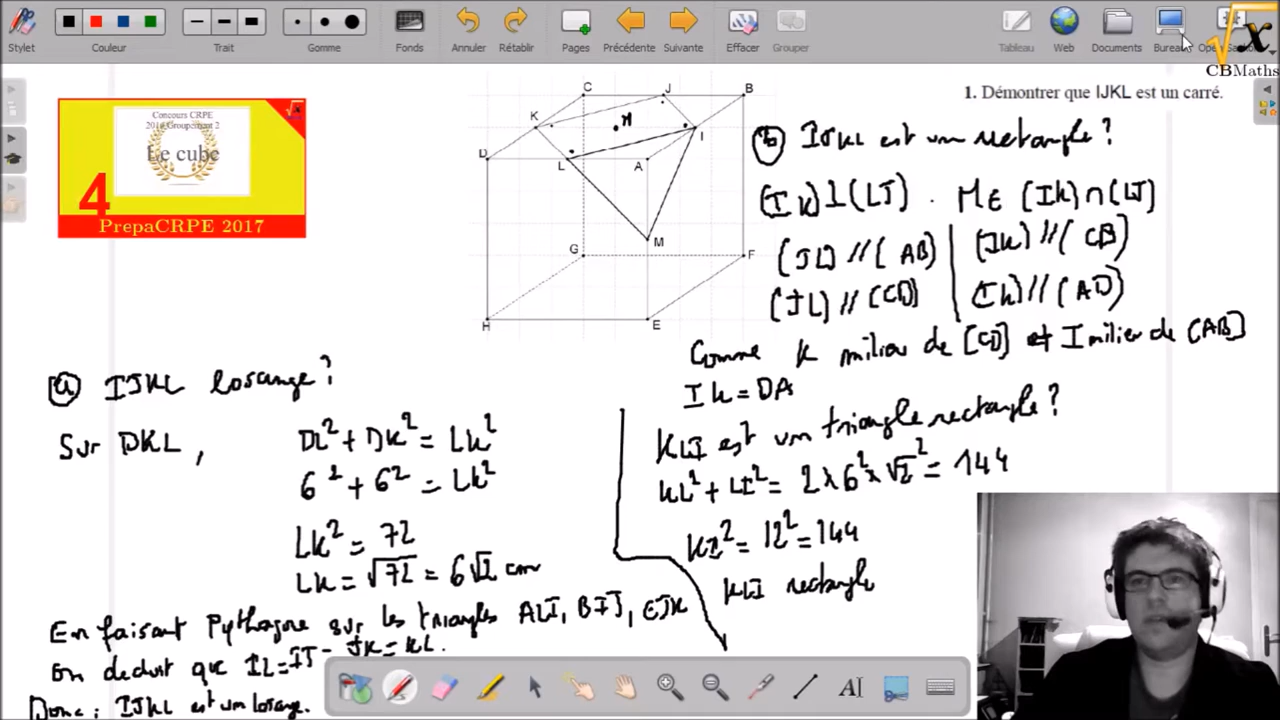 Stylet Couleur Trait Gomme Fonds Annuler Rétablir Pages Précédente Suivante Effacer Grouper Tableau Web Documents Bureau
√x
CBMaths
Concours CRPE
Le cube
4
PrepaCRPE 2017
C J B
K M I
D L A
M
G F
H E
1. Démontrer que IJKL est un carré.
(b) IJKL est un rectangle?
(IK)⊥(LJ) . M∈ (IK)∩(LJ)
(JL)//(AB) | (IK)//(CB)
(JL)//(CD) | (IK)//(AD)
Comme K milieu de [CD] et I milieu de [AB]
IK=DA
KLI est un triangle rectangle?
KL²+LI²= 2×6²×√2²= 144
KI²= 12²=144
KLI rectangle
(a) IJKL losange?
Sur DKL, DL²+DK²= LK²
6²+6²=LK²
LK²= 72
LK=√72=6√2 cm
En faisant Pythagore sur les triangles ALI, BIJ, CJK
On deduit que IL=IJ=JK=KL.
Donc: IJKL est un losange.